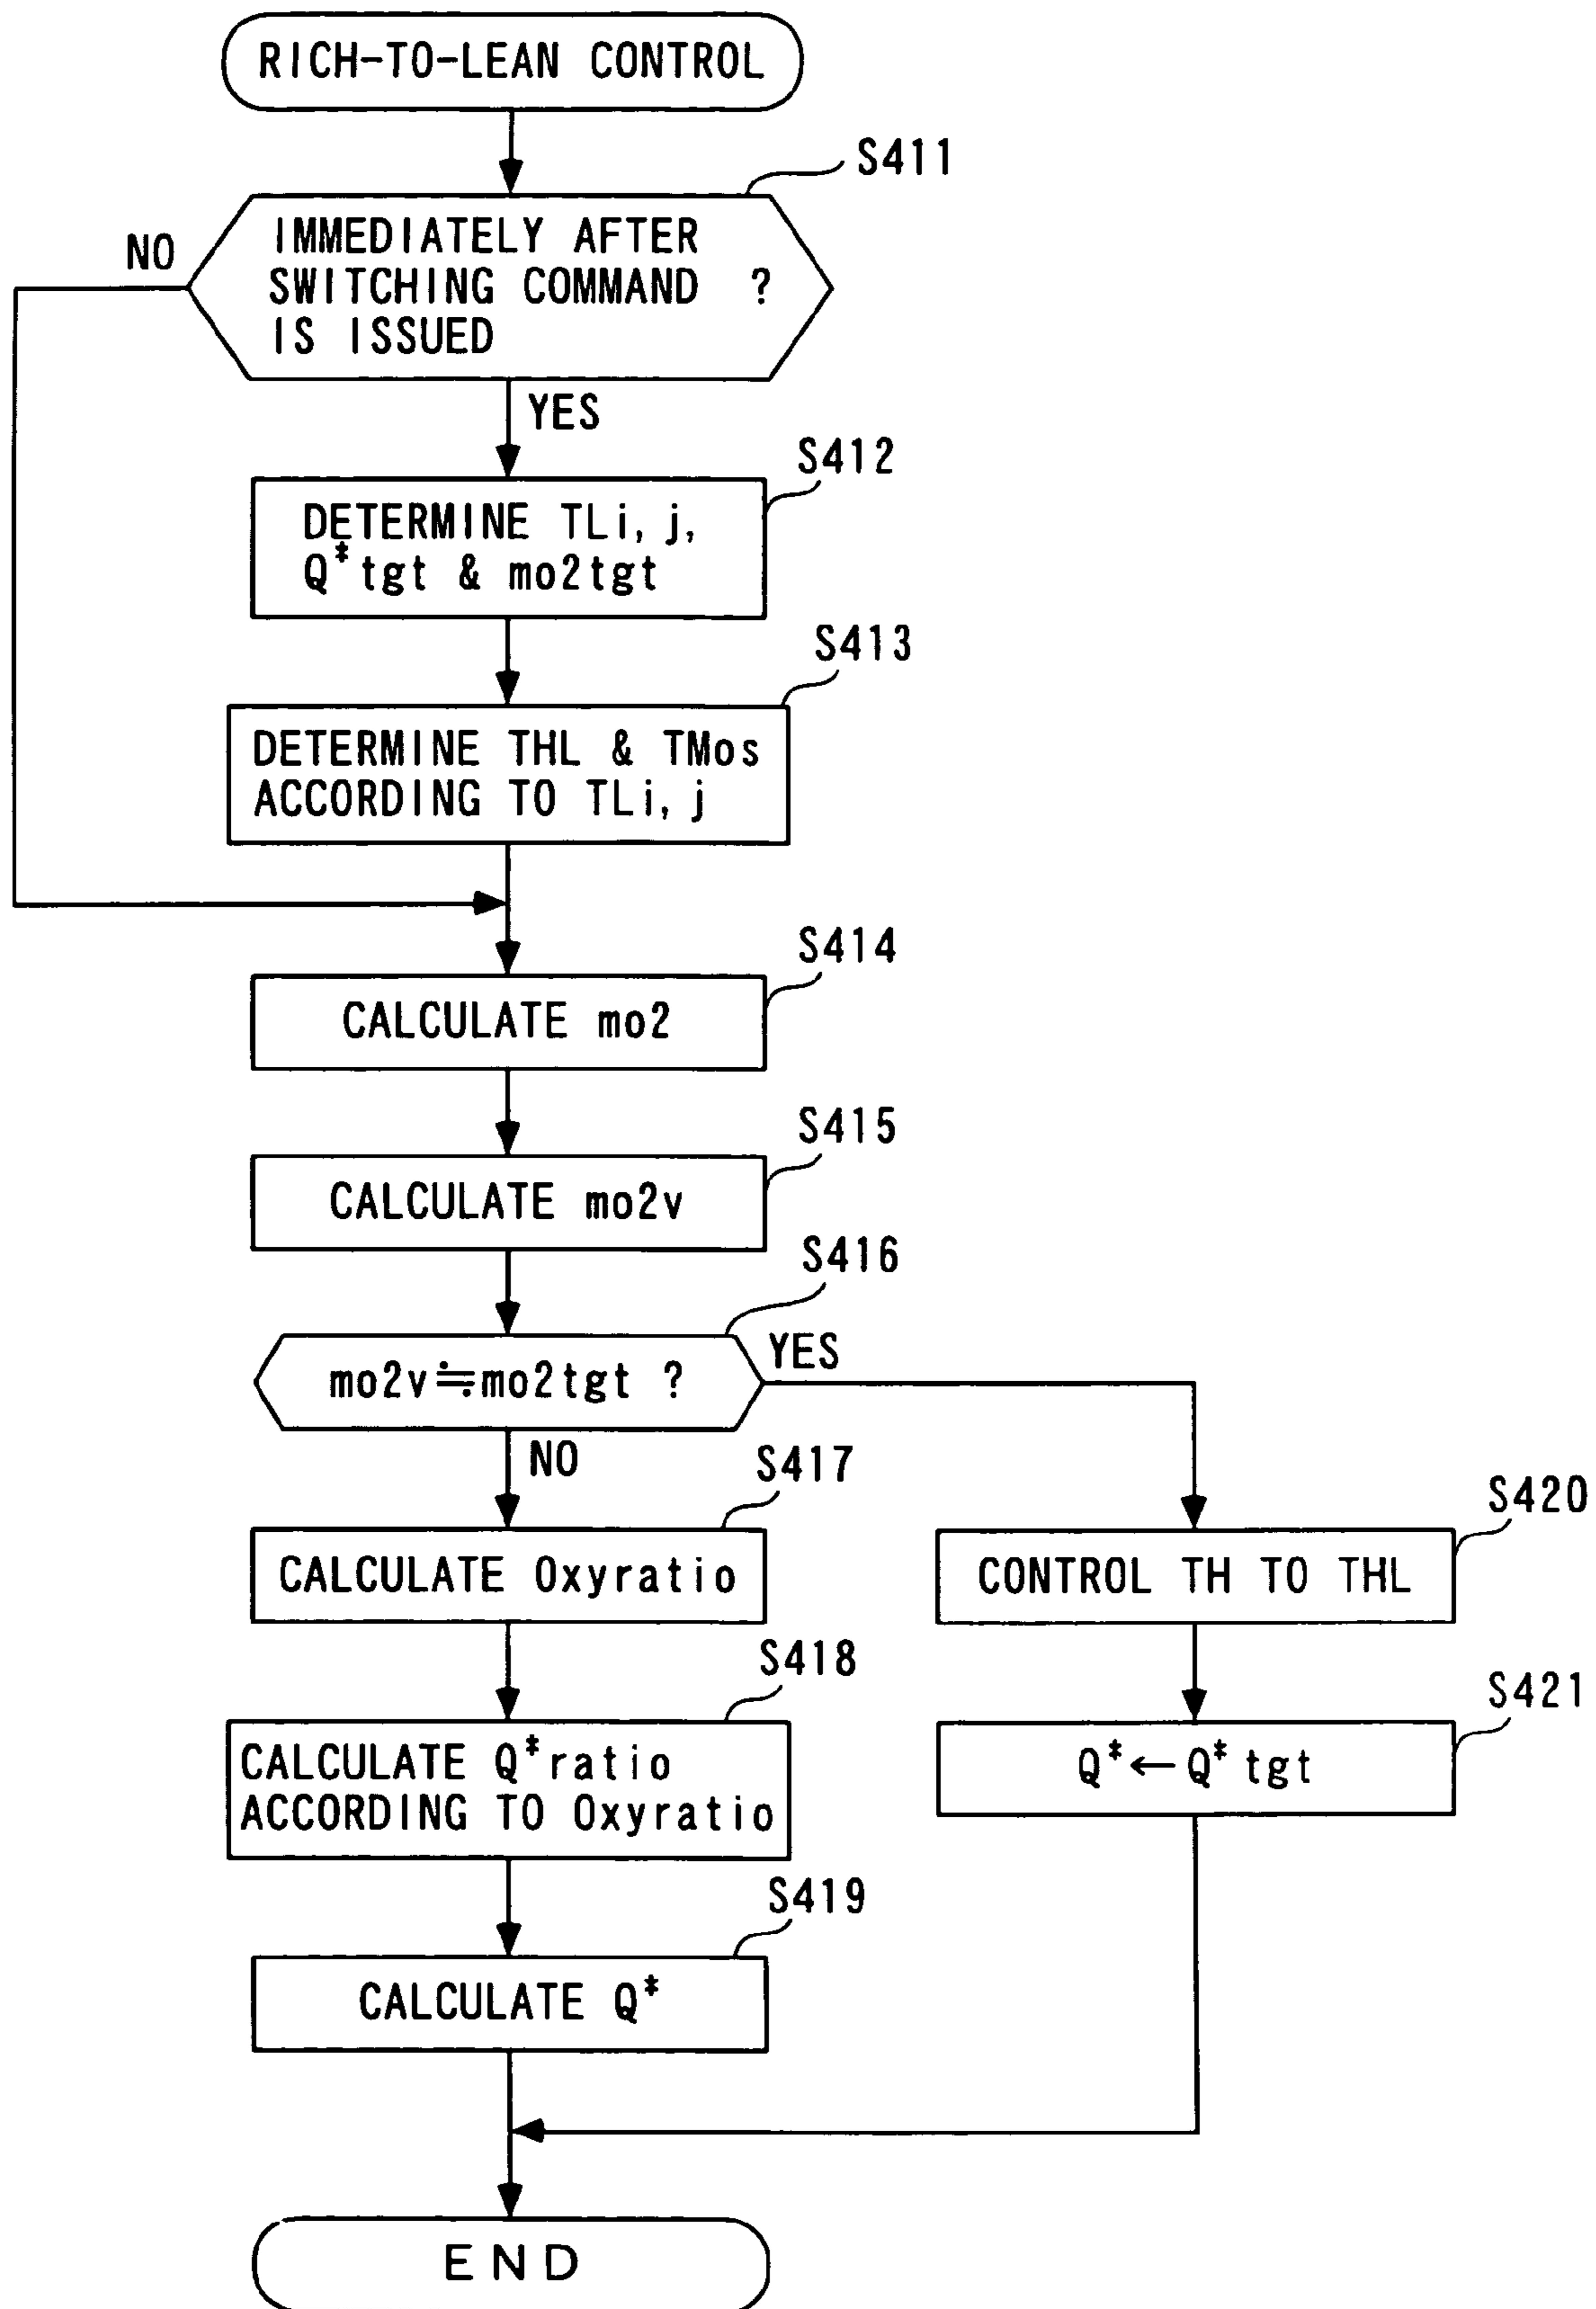 RICH-TO-LEAN CONTROL
S411
IMMEDIATELY AFTER
SWITCHING COMMAND ?
IS ISSUED
NO
YES
S412
DETERMINE TLi, j,
Q*tgt & mo2tgt
S413
DETERMINE THL & TMos
ACCORDING TO TLi, j
S414
CALCULATE mo2
S415
CALCULATE mo2v
S416
mo2v≒mo2tgt ?
YES
NO
S417
CALCULATE Oxyratio
S420
CONTROL TH TO THL
S418
CALCULATE Q*ratio
ACCORDING TO Oxyratio
S421
Q*←Q*tgt
S419
CALCULATE Q*
END